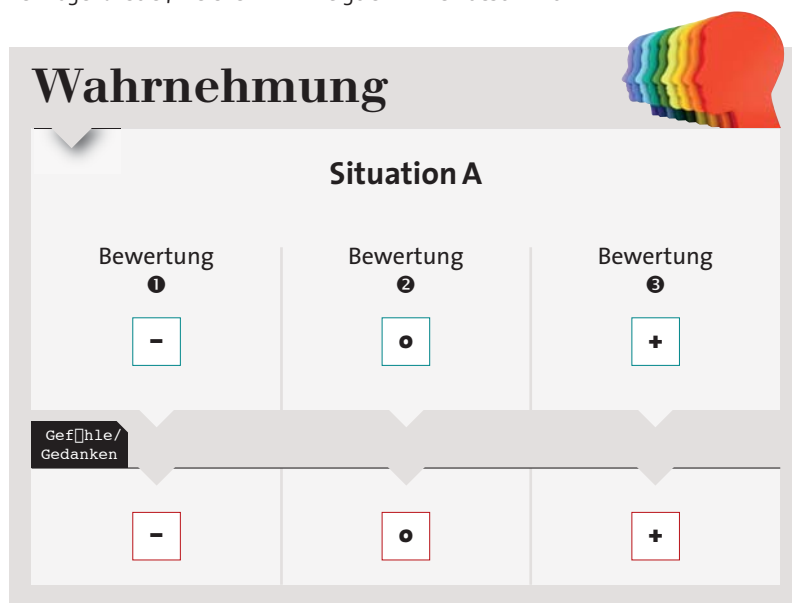 Wahrnehmung
Situation A
Bewertung Bewertung Bewertung
❶ ❷ ❸
– o +
Gef▯hle/
Gedanken
– o +